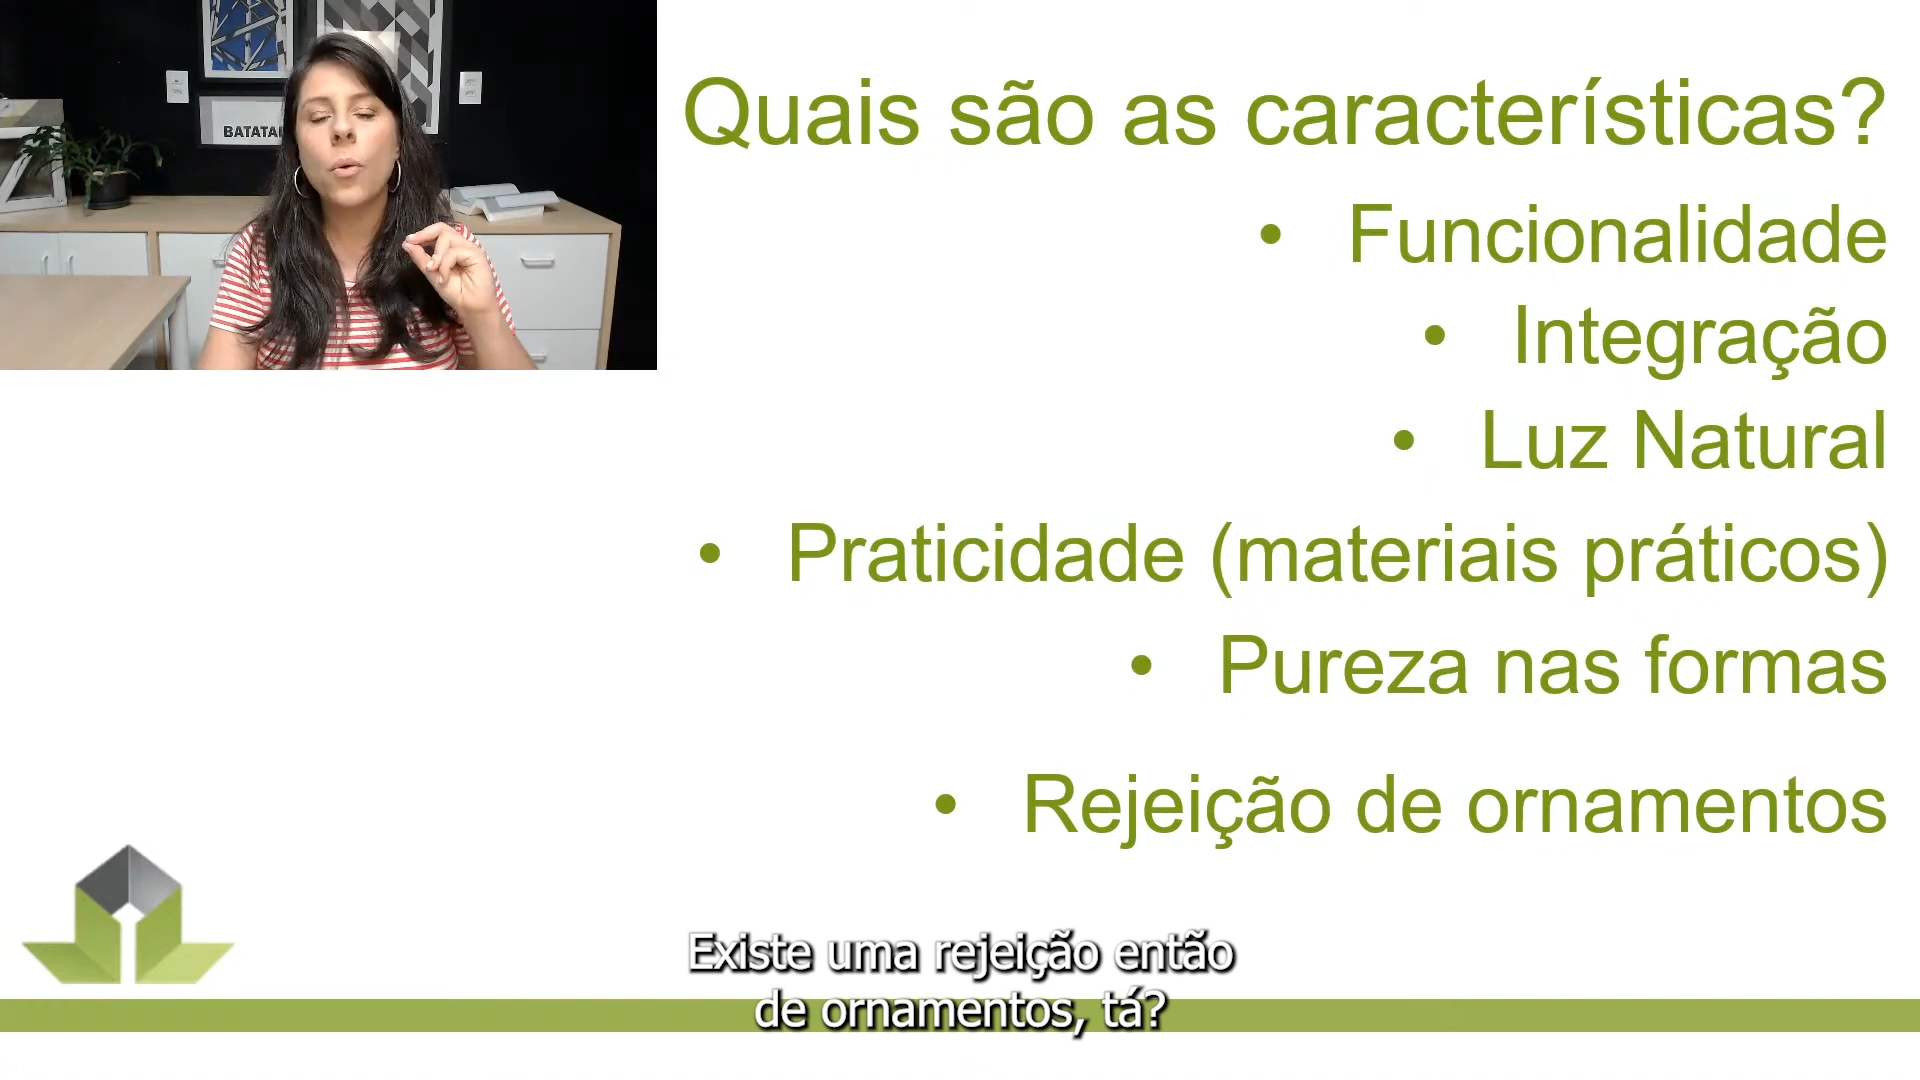 BATATA
Quais são as características?
• Funcionalidade
• Integração
• Luz Natural
• Praticidade (materiais práticos)
• Pureza nas formas
• Rejeição de ornamentos
Existe uma rejeição então
de ornamentos, tá?